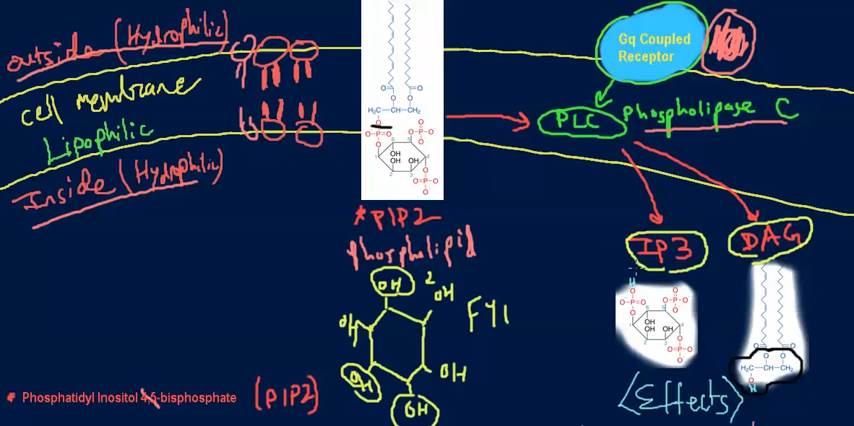 outside (Hydrophilic)
cell membrane
Lipophilic
Inside (Hydrophilic)
Gq Coupled
Receptor
PLC Phospholipase C
*PIP2
phospholipid
IP3
DAG
OH
2
OH
OH
OH
OH
OH
FYI
(Effects)
* Phosphatidyl Inositol 4,5-bisphosphate
(PIP2)